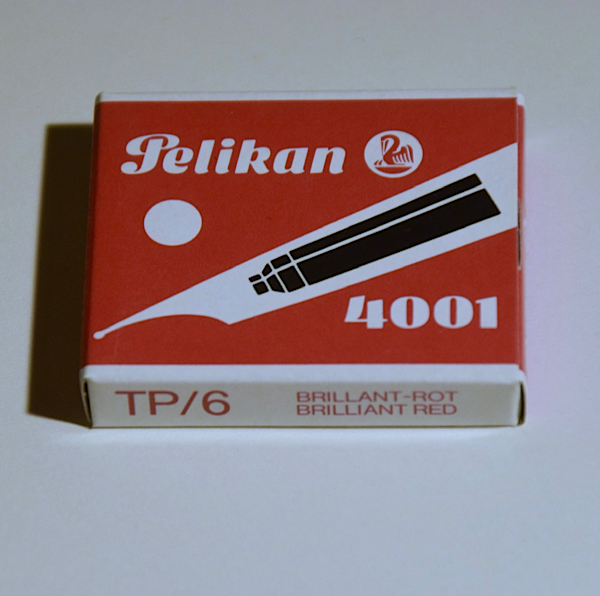 Pelikan
4001
TP/6
BRILLANT-ROT
BRILLIANT RED